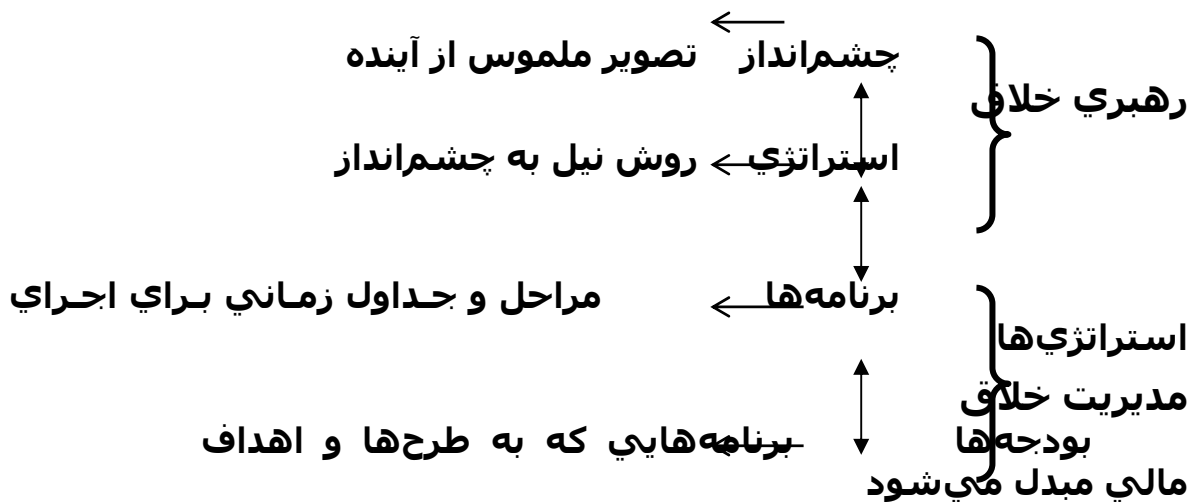 چشم‌انداز تصوير ملموس از آينده
رهبري خلاق
استراتژي روش نيل به چشم‌انداز
برنامه‌ها مراحل و جداول زماني براي اجراي
استراتژي‌ها
مديريت خلاق
بودجه‌ها برنامه‌هايي كه به طرح‌ها و اهداف
مالي مبدل مي‌شود